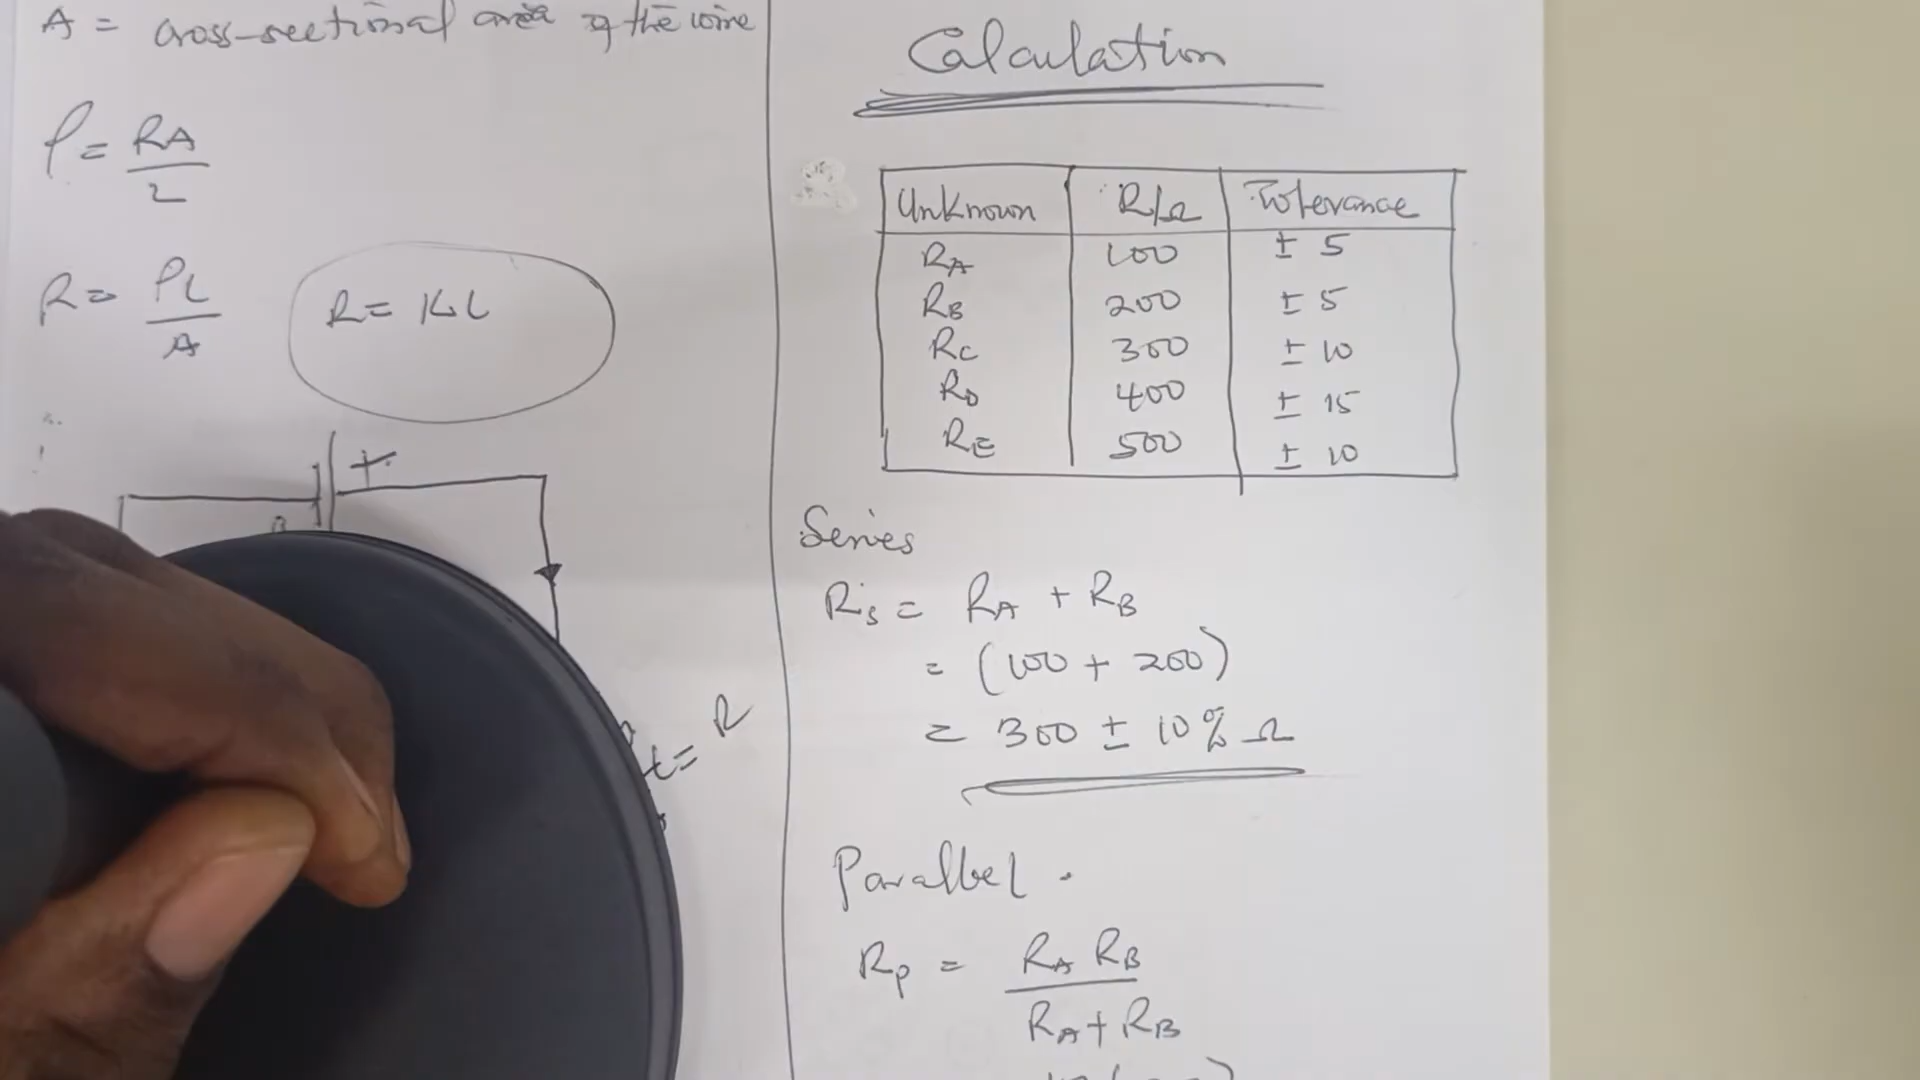 A = cross-sectional area of the wire
ρ = RA
L
R = ρL
A
R = KL
+
t = R
Calculation
Unknown R/Ω Tolerance
RA 100 ± 5
RB 200 ± 5
RC 300 ± 10
RD 400 ± 15
RE 500 ± 10
Series
Rs = RA + RB
= (100 + 200)
= 300 ± 10% Ω
Parallel .
Rp = RA RB
RA + RB